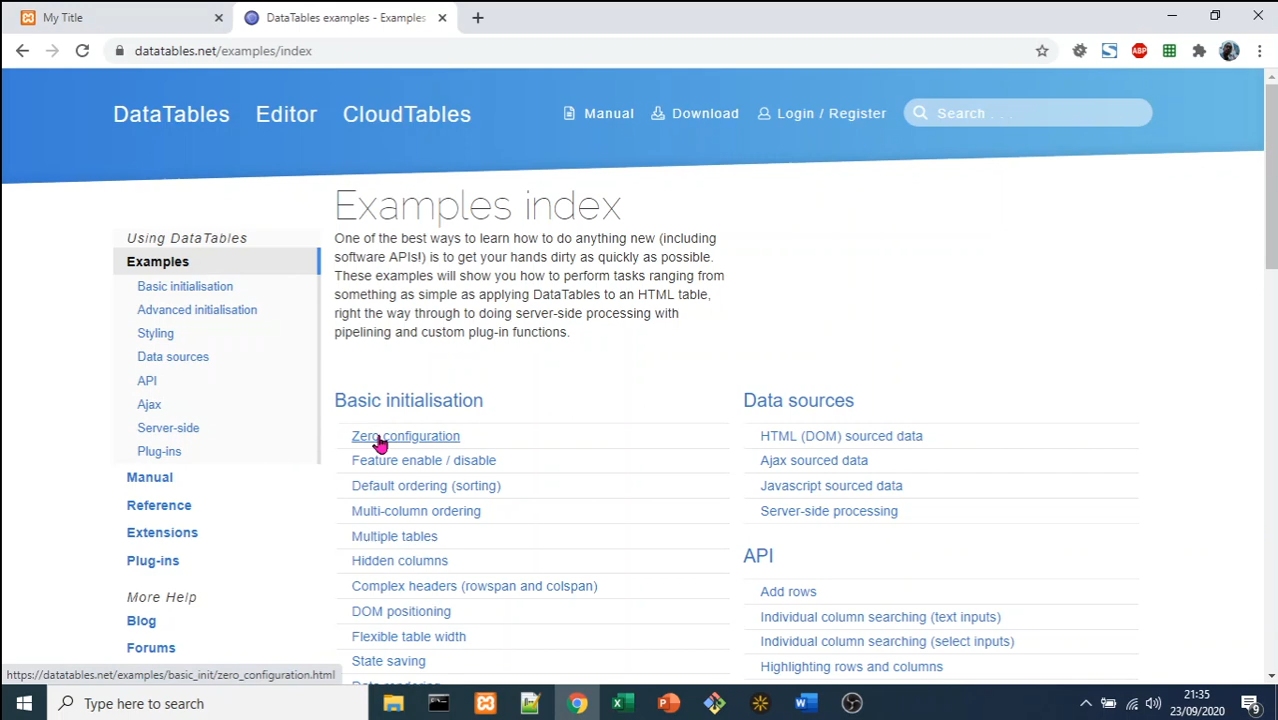 My Title
DataTables examples - Examples
datatables.net/examples/index
ABP
DataTables
Editor
CloudTables
Manual
Download
Login / Register
Search . . .
Examples index
One of the best ways to learn how to do anything new (including
software APIs!) is to get your hands dirty as quickly as possible.
These examples will show you how to perform tasks ranging from
something as simple as applying DataTables to an HTML table,
right the way through to doing server-side processing with
pipelining and custom plug-in functions.
Using DataTables
Examples
Basic initialisation
Advanced initialisation
Styling
Data sources
API
Ajax
Server-side
Plug-ins
Manual
Reference
Extensions
Plug-ins
More Help
Blog
Forums
Basic initialisation
Zero configuration
Feature enable / disable
Default ordering (sorting)
Multi-column ordering
Multiple tables
Hidden columns
Complex headers (rowspan and colspan)
DOM positioning
Flexible table width
State saving
Data sources
HTML (DOM) sourced data
Ajax sourced data
Javascript sourced data
Server-side processing
API
Add rows
Individual column searching (text inputs)
Individual column searching (select inputs)
Highlighting rows and columns
https://datatables.net/examples/basic_init/zero_configuration.html
Type here to search
21:35
23/09/2020